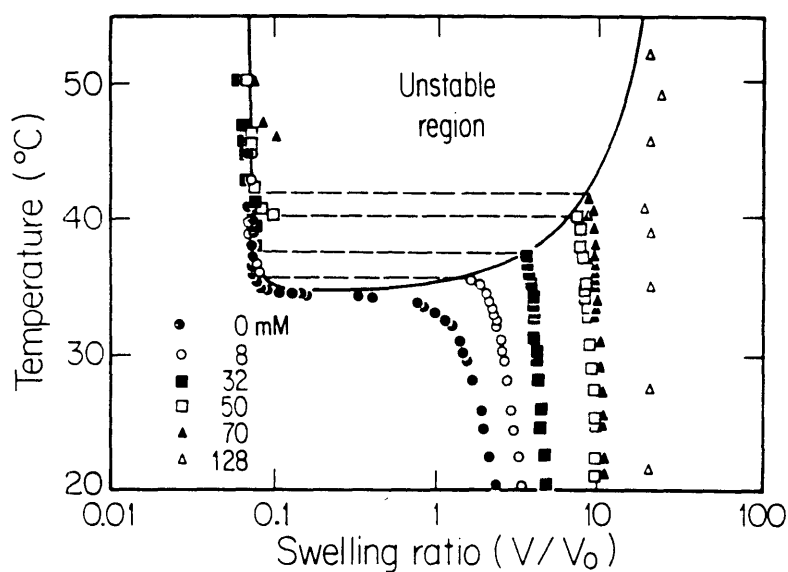 50
40
30
20
Temperature (°C)
Unstable
region
0 mM
8
32
50
70
128
0.01
0.1
1
10
100
Swelling ratio (V/V₀)